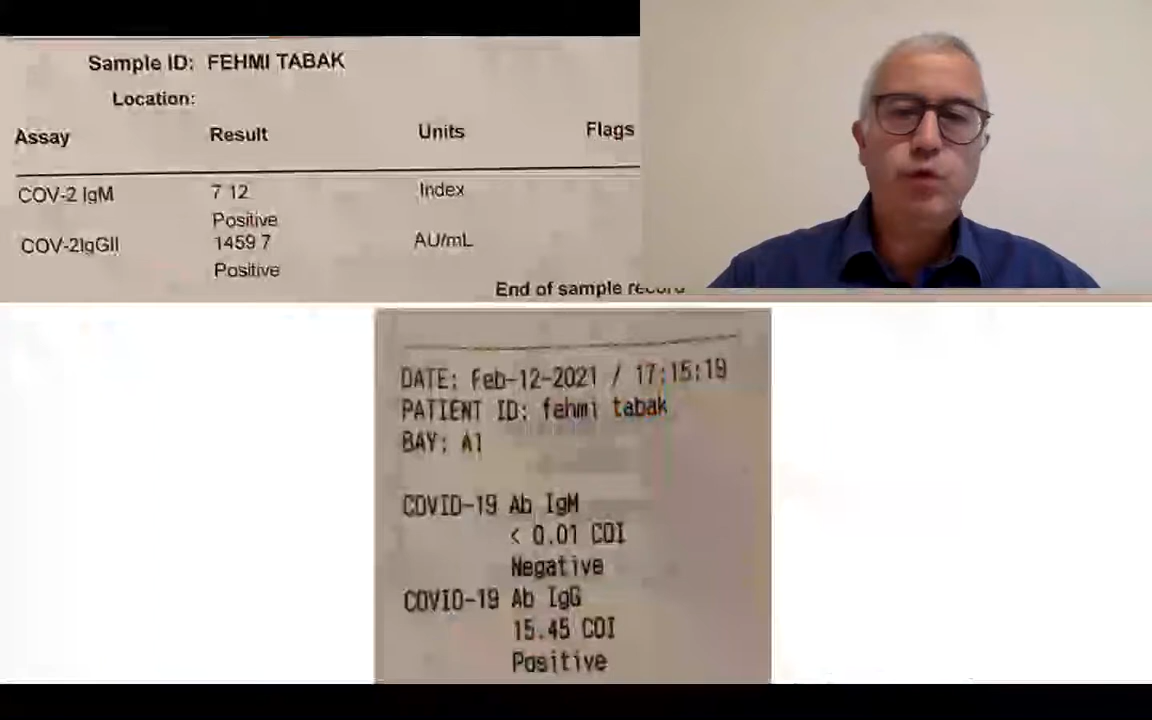 Sample ID: FEHMI TABAK
Location:
Assay Result Units Flags
COV-2 IgM 7 12 Index
Positive
COV-2IgGII 1459 7 AU/mL
Positive
End of sample record
DATE: Feb-12-2021 / 17:15:19
PATIENT ID: fehmi tabak
BAY: A1
COVID-19 Ab IgM
< 0.01 COI
Negative
COVID-19 Ab IgG
15.45 COI
Positive